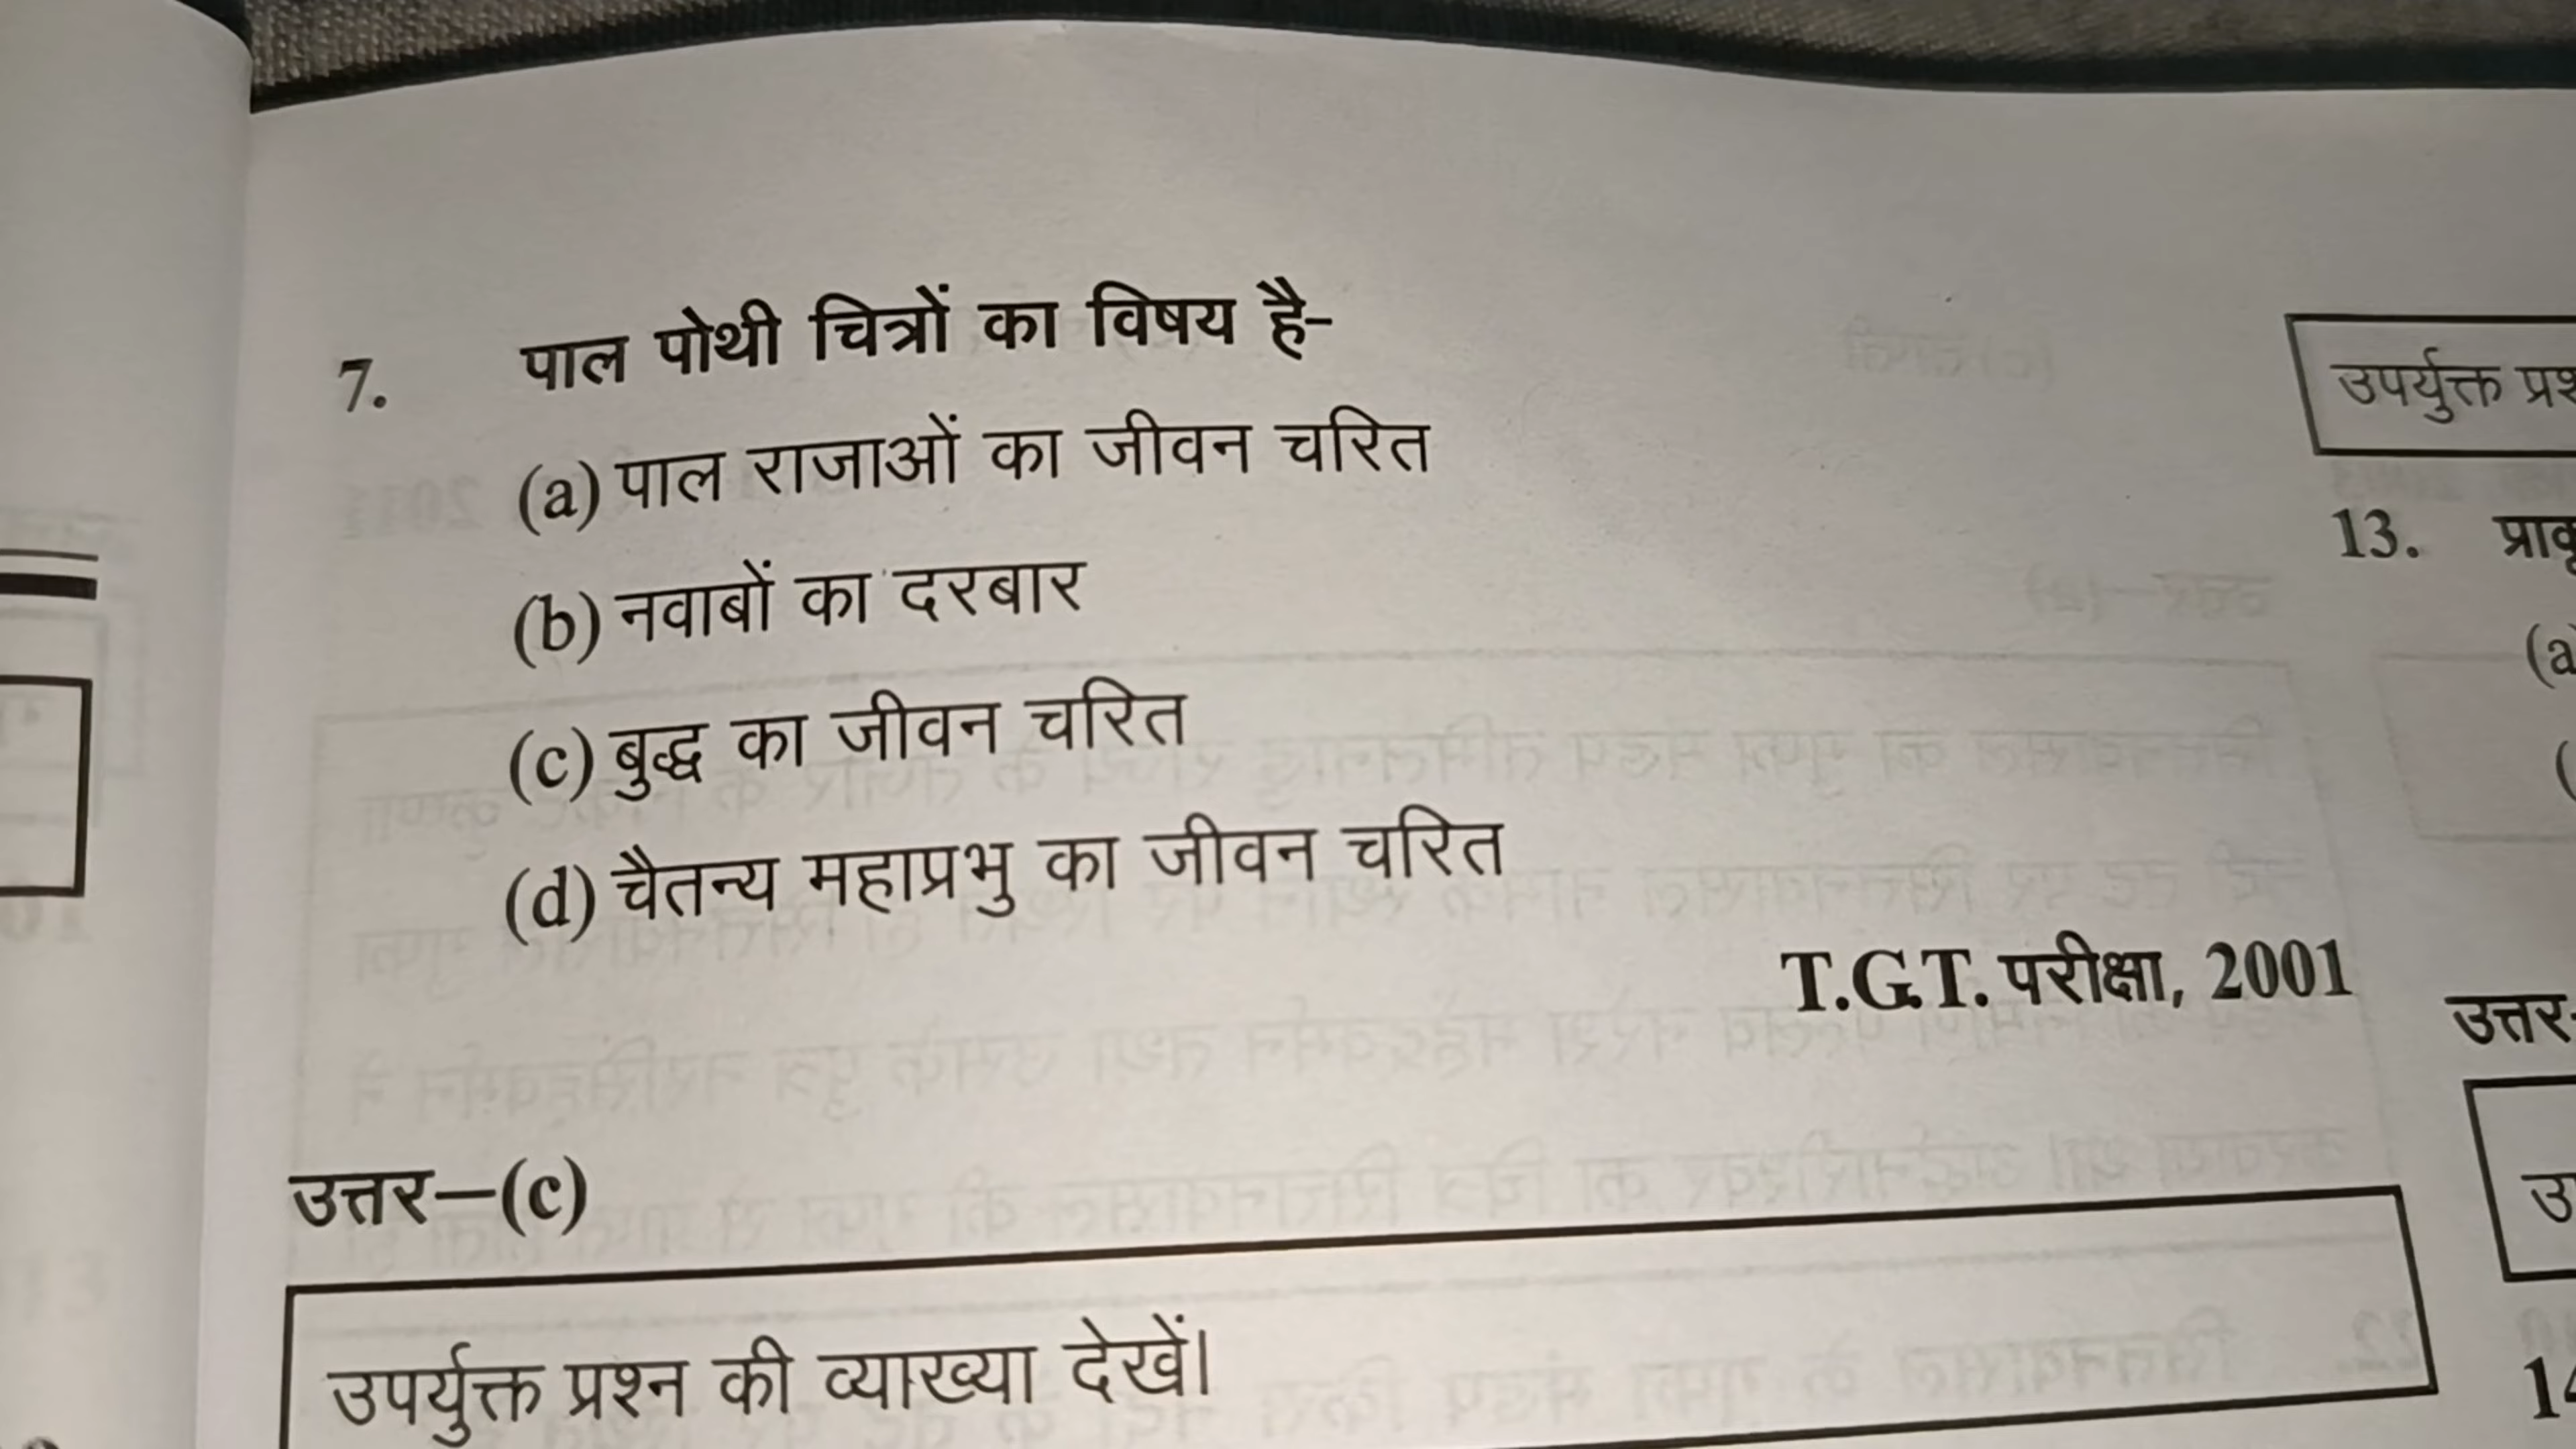 7. पाल पोथी चित्रों का विषय है-
(a) पाल राजाओं का जीवन चरित
(b) नवाबों का दरबार
(c) बुद्ध का जीवन चरित
(d) चैतन्य महाप्रभु का जीवन चरित
T.G.T. परीक्षा, 2001
उत्तर—(c)
उपर्युक्त प्रश्न की व्याख्या देखें।
उपर्युक्त
13.
(a
उत्तर-